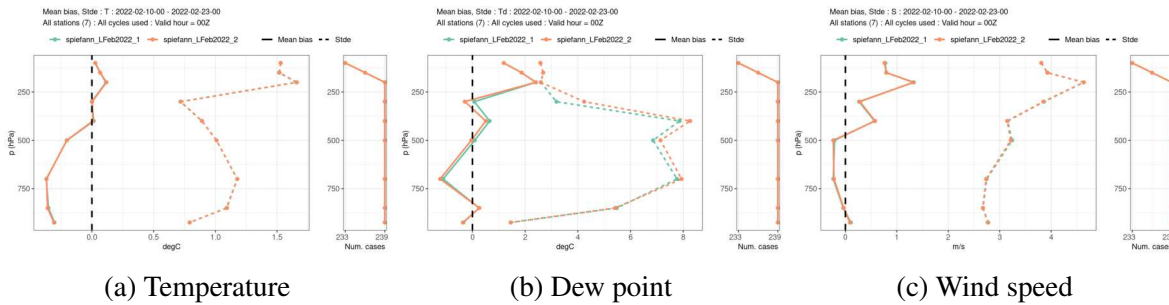 Mean bias, Stde : T : 2022-02-10-00 - 2022-02-23-00
All stations (7) : All cycles used : Valid hour = 00Z
spiefann_LFeb2022_1 spiefann_LFeb2022_2 Mean bias Stde
p (hPa)
250
500
750
0.0 0.5 1.0 1.5
degC
233 239
Num. cases
(a) Temperature
Mean bias, Stde : Td : 2022-02-10-00 - 2022-02-23-00
All stations (7) : All cycles used : Valid hour = 00Z
spiefann_LFeb2022_1 spiefann_LFeb2022_2 Mean bias Stde
p (hPa)
250
500
750
0 2 4 6 8
degC
233 239
Num. cases
(b) Dew point
Mean bias, Stde : S : 2022-02-10-00 - 2022-02-23-00
All stations (7) : All cycles used : Valid hour = 00Z
spiefann_LFeb2022_1 spiefann_LFeb2022_2 Mean bias Stde
p (hPa)
250
500
750
0 1 2 3 4
m/s
233
Num. cases
(c) Wind speed